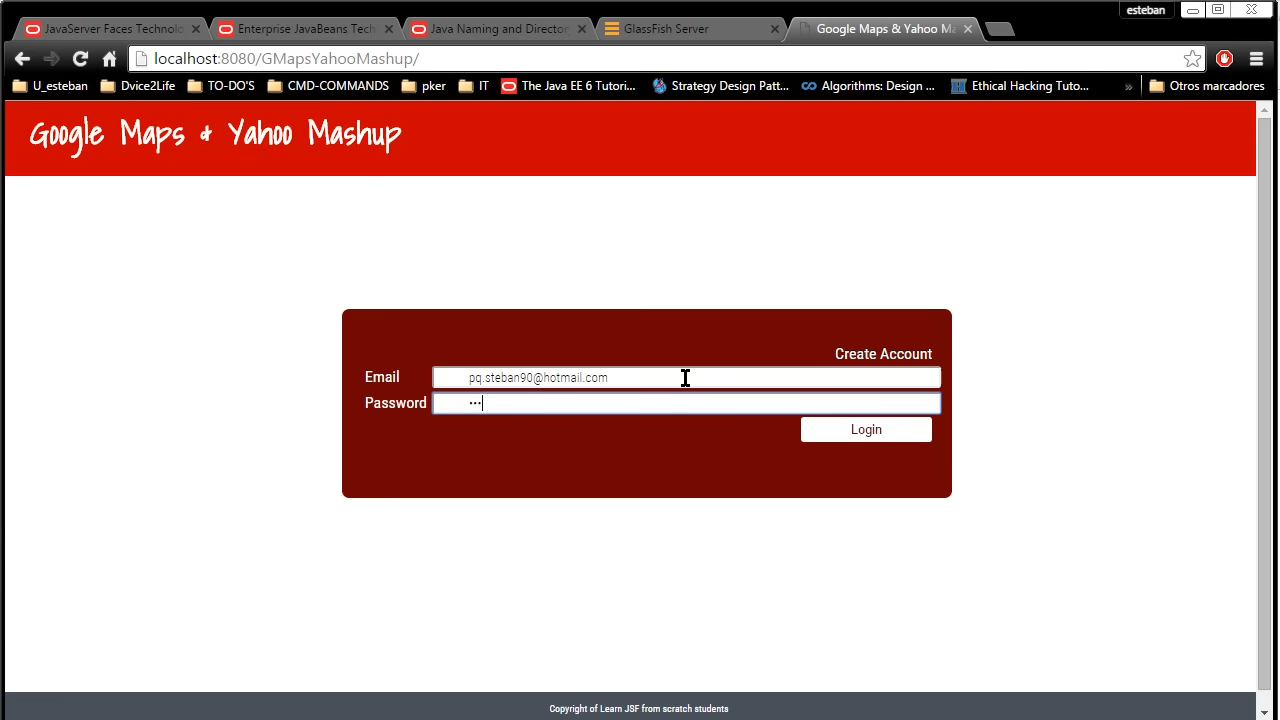 esteban
JavaServer Faces Technolo
Enterprise JavaBeans Tech
Java Naming and Director
GlassFish Server
Google Maps & Yahoo Ma
localhost:8080/GMapsYahooMashup/
U_esteban
Dvice2Life
TO-DO'S
CMD-COMMANDS
pker
IT
The Java EE 6 Tutori...
Strategy Design Patt...
Algorithms: Design ...
Ethical Hacking Tuto...
»
Otros marcadores
Google Maps & Yahoo Mashup
Create Account
Email
pq.steban90@hotmail.com
Password
•••
Login
Copyright of Learn JSF from scratch students